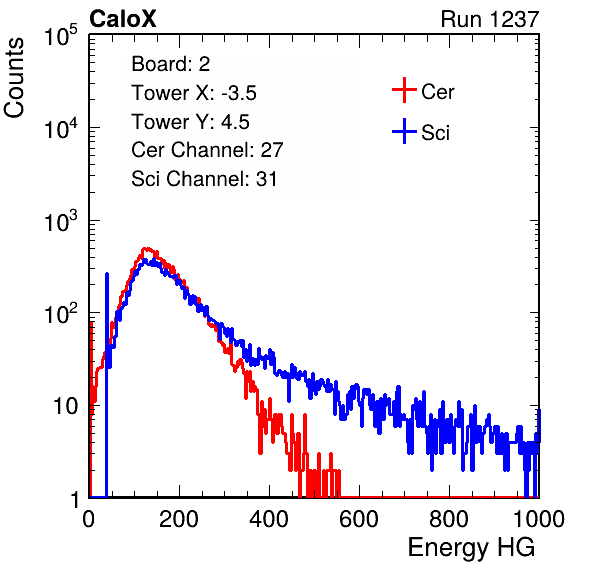 CaloX Run 1237
Counts
10^5
10^4
10^3
10^2
10
1
Board: 2
Tower X: -3.5
Tower Y: 4.5
Cer Channel: 27
Sci Channel: 31
Cer
Sci
0 200 400 600 800 1000
Energy HG